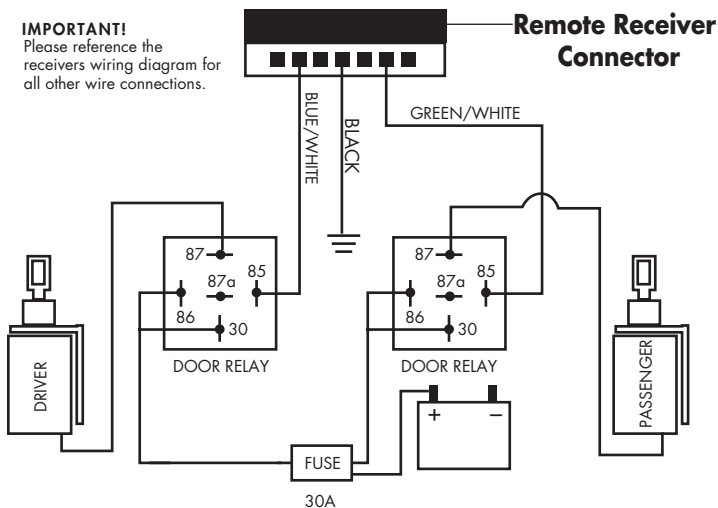 IMPORTANT!
Please reference the
receivers wiring diagram for
all other wire connections.
Remote Receiver
Connector
BLUE/WHITE
BLACK
GREEN/WHITE
87
87a
85
86
30
DOOR RELAY
87
87a
85
86
30
DOOR RELAY
DRIVER
PASSENGER
+ −
FUSE
30A